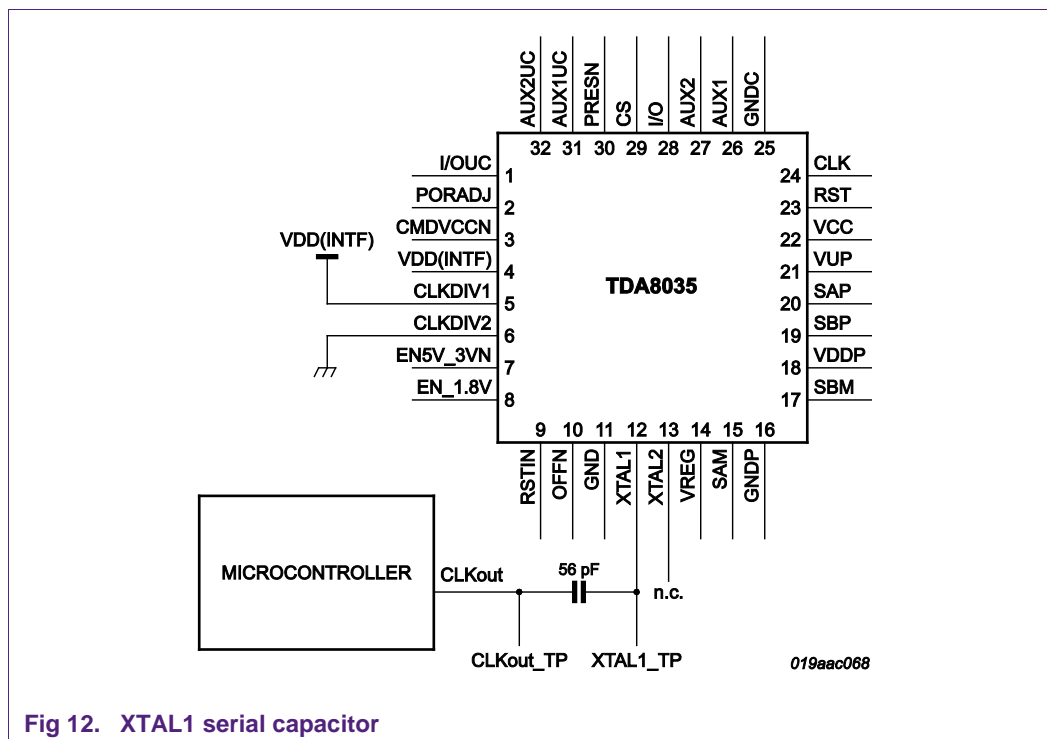 AUX2UC
AUX1UC
PRESN
CS
I/O
AUX2
AUX1
GNDC
32 31 30 29 28 27 26 25
I/OUC 1
PORADJ 2
CMDVCCN 3
VDD(INTF)
VDD(INTF) 4
CLKDIV1 5
CLKDIV2 6
EN5V_3VN 7
EN_1.8V 8
TDA8035
24 CLK
23 RST
22 VCC
21 VUP
20 SAP
19 SBP
18 VDDP
17 SBM
9 10 11 12 13 14 15 16
RSTIN
OFFN
GND
XTAL1
XTAL2
VREG
SAM
GNDP
MICROCONTROLLER
CLKout
56 pF
n.c.
CLKout_TP
XTAL1_TP
019aac068
Fig 12. XTAL1 serial capacitor